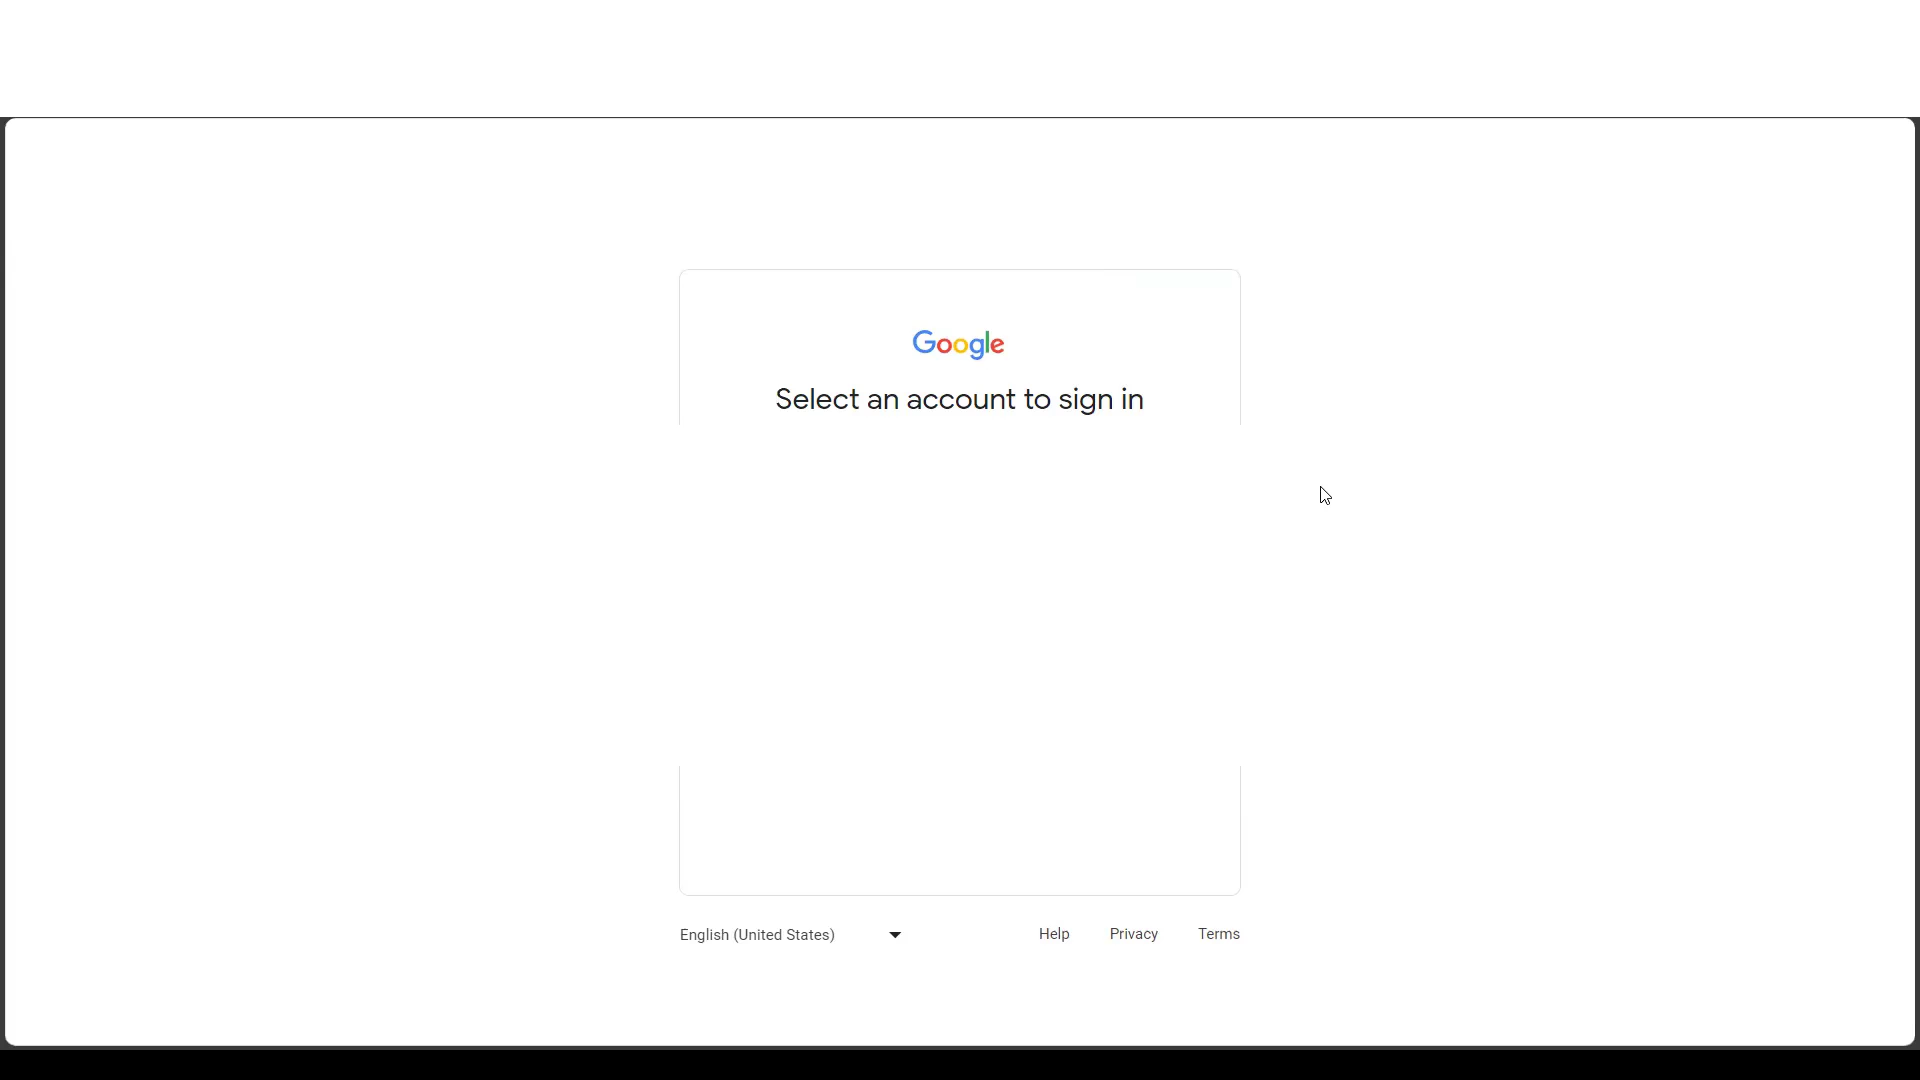 Google
Select an account to sign in
English (United States)
Help Privacy Terms